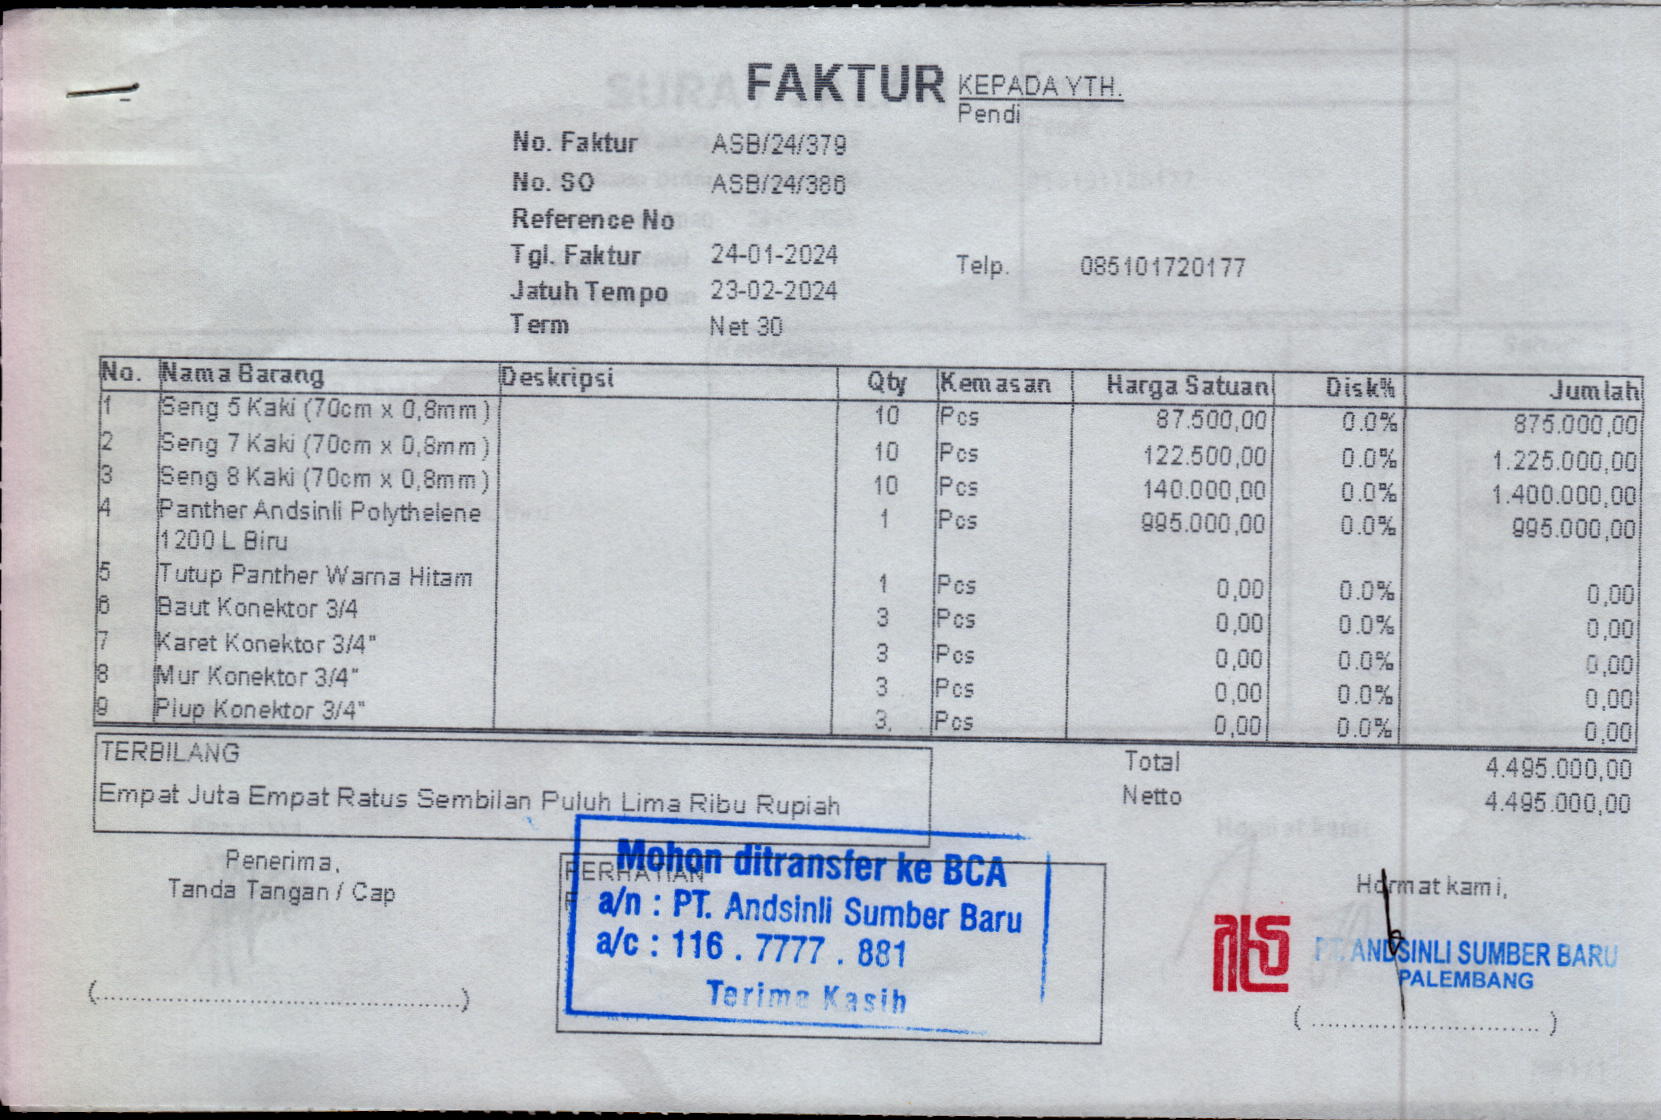 FAKTUR
KEPADA YTH.
Pendi
No. Faktur ASB/24/379
No. SO ASB/24/386
Reference No
Tgl. Faktur 24-01-2024
Telp. 085101720177
Jatuh Tempo 23-02-2024
Term Net 30
No. Nama Barang Deskripsi Qty Kemasan Harga Satuan Disk% Jumlah
1 Seng 5 Kaki (70cm x 0,8mm) 10 Pcs 87.500,00 0.0% 875.000,00
2 Seng 7 Kaki (70cm x 0,8mm) 10 Pcs 122.500,00 0.0% 1.225.000,00
3 Seng 8 Kaki (70cm x 0,8mm) 10 Pcs 140.000,00 0.0% 1.400.000,00
4 Panther Andsinli Polythelene 1 Pcs 995.000,00 0.0% 995.000,00
1200 L Biru
5 Tutup Panther Warna Hitam 1 Pcs 0,00 0.0% 0,00
6 Baut Konektor 3/4 3 Pcs 0,00 0.0% 0,00
7 Karet Konektor 3/4" 3 Pcs 0,00 0.0% 0,00
8 Mur Konektor 3/4" 3 Pcs 0,00 0.0% 0,00
9 Plup Konektor 3/4" 3 Pcs 0,00 0.0% 0,00
TERBILANG
Empat Juta Empat Ratus Sembilan Puluh Lima Ribu Rupiah
Total 4.495.000,00
Netto 4.495.000,00
Penerima,
Tanda Tangan / Cap
(....................)
PERHATIAN
Mohon ditransfer ke BCA
a/n : PT. Andsinli Sumber Baru
a/c : 116 . 7777 . 881
Terima Kasih
Hormat kami,
PT. ANDSINLI SUMBER BARU
PALEMBANG
(....................)